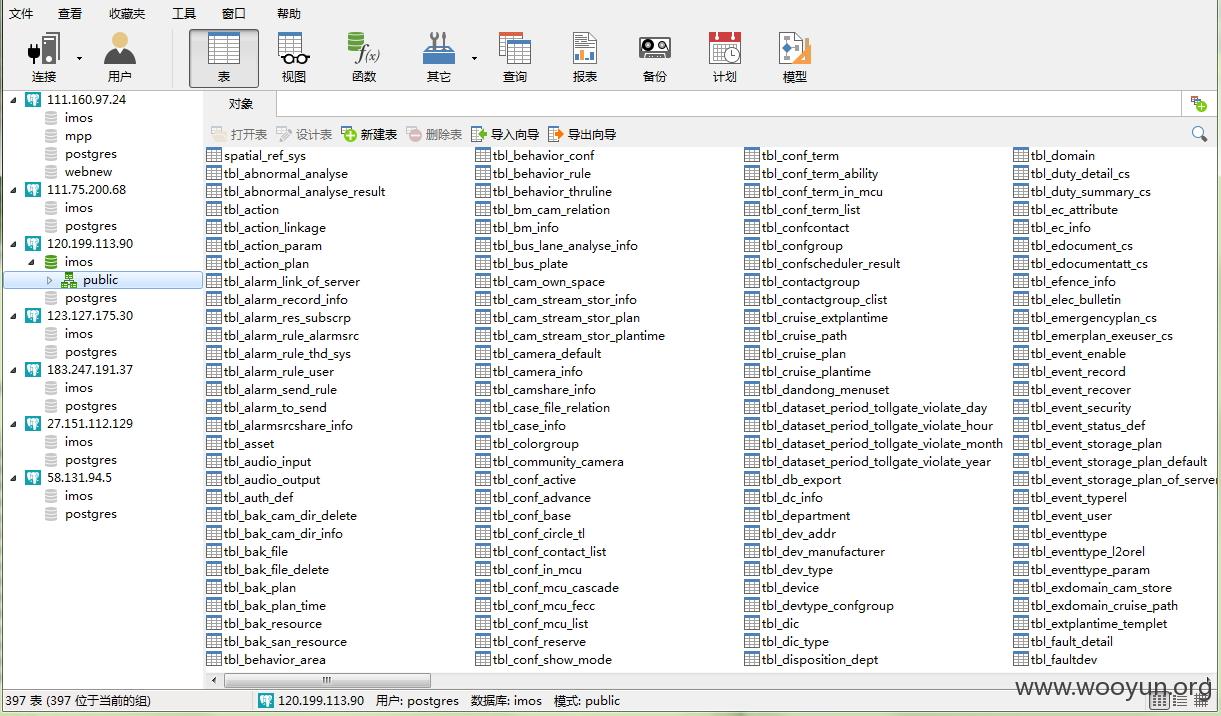 文件 查看 收藏夹 工具 窗口 帮助
连接 用户 表 视图 函数 其它 查询 报表 备份 计划 模型
对象
打开表 设计表 新建表 删除表 导入向导 导出向导
111.160.97.24
imos
mpp
postgres
webnew
111.75.200.68
imos
postgres
120.199.113.90
imos
public
postgres
123.127.175.30
imos
postgres
183.247.191.37
imos
postgres
27.151.112.129
imos
postgres
58.131.94.5
imos
postgres
spatial_ref_sys
tbl_abnormal_analyse
tbl_abnormal_analyse_result
tbl_action
tbl_action_linkage
tbl_action_param
tbl_action_plan
tbl_alarm_link_of_server
tbl_alarm_record_info
tbl_alarm_res_subscrp
tbl_alarm_rule_alarmsrc
tbl_alarm_rule_thd_sys
tbl_alarm_rule_user
tbl_alarm_send_rule
tbl_alarm_to_send
tbl_alarmsrcshare_info
tbl_asset
tbl_audio_input
tbl_audio_output
tbl_auth_def
tbl_bak_cam_dir_delete
tbl_bak_cam_dir_info
tbl_bak_file
tbl_bak_file_delete
tbl_bak_plan
tbl_bak_plan_time
tbl_bak_resource
tbl_bak_san_resource
tbl_behavior_area
tbl_behavior_conf
tbl_behavior_rule
tbl_behavior_thruline
tbl_bm_cam_relation
tbl_bm_info
tbl_bus_lane_analyse_info
tbl_bus_plate
tbl_cam_own_space
tbl_cam_stream_stor_info
tbl_cam_stream_stor_plan
tbl_cam_stream_stor_plantime
tbl_camera_default
tbl_camera_info
tbl_camshare_info
tbl_case_file_relation
tbl_case_info
tbl_colorgroup
tbl_community_camera
tbl_conf_active
tbl_conf_advance
tbl_conf_base
tbl_conf_circle_tl
tbl_conf_contact_list
tbl_conf_in_mcu
tbl_conf_mcu_cascade
tbl_conf_mcu_fecc
tbl_conf_mcu_list
tbl_conf_reserve
tbl_conf_show_mode
tbl_conf_term
tbl_conf_term_ability
tbl_conf_term_in_mcu
tbl_conf_term_list
tbl_confcontact
tbl_confgroup
tbl_confscheduler_result
tbl_contactgroup
tbl_contactgroup_clist
tbl_cruise_extplantime
tbl_cruise_path
tbl_cruise_plan
tbl_cruise_plantime
tbl_dandong_menuset
tbl_dataset_period_tollgate_violate_day
tbl_dataset_period_tollgate_violate_hour
tbl_dataset_period_tollgate_violate_month
tbl_dataset_period_tollgate_violate_year
tbl_db_export
tbl_dc_info
tbl_department
tbl_dev_addr
tbl_dev_manufacturer
tbl_dev_type
tbl_device
tbl_devtype_confgroup
tbl_dic
tbl_dic_type
tbl_disposition_dept
tbl_domain
tbl_duty_detail_cs
tbl_duty_summary_cs
tbl_ec_attribute
tbl_ec_info
tbl_edocument_cs
tbl_edocumentatt_cs
tbl_efence_info
tbl_elec_bulletin
tbl_emergencyplan_cs
tbl_emerplan_exeuser_cs
tbl_event_enable
tbl_event_record
tbl_event_recover
tbl_event_security
tbl_event_status_def
tbl_event_storage_plan
tbl_event_storage_plan_default
tbl_event_storage_plan_of_server
tbl_event_typerel
tbl_event_user
tbl_eventtype
tbl_eventtype_l2orel
tbl_eventtype_param
tbl_exdomain_cam_store
tbl_exdomain_cruise_path
tbl_extplantime_templet
tbl_fault_detail
tbl_faultdev
www.wooyun.org
397 表 (397 位于当前的组) 120.199.113.90 用户: postgres 数据库: imos 模式: public